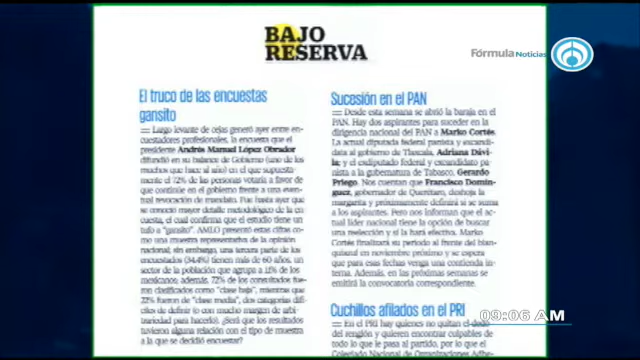 BAJO
RESERVA
Fórmula Noticias
El truco de las encuestas
gansito
Largo levante de cejas generó ayer entre en-
cuestadores profesionales, la encuesta que el
presidente Andrés Manuel López Obrador
difundió en su balance de Gobierno (uno de los
muchos que hace al año) en el que supuesta-
mente el 72% de las personas votará a favor de
que continúe en el gobierno frente a una even-
tual revocación de mandato. Fue hasta ayer que
se conoció mayor detalle metodológico de la en-
cuesta, el cual confirma que el estudio tiene un
tufo a "gansito". AMLO presentó estas cifras co-
mo una muestra representativa de la opinión
nacional; sin embargo, una tercera parte de los
encuestados (34.4%) tienen más de 60 años, un
sector de la población que agrupa a 11% de los
mexicanos; además, 72% de los consultados fue-
ron clasificados como "clase baja", mientras que
22% fueron de "clase media", dos categorías difí-
ciles de definir (o con mucho margen de arbi-
trariedad para hacerlo). ¿Será que los resultados
tuvieron alguna relación con el tipo de muestra
a la que se decidió encuestar?
Sucesión en el PAN
Desde esta semana se abrió la baraja en el
PAN. Hay dos aspirantes para suceder en la
dirigencia nacional del PAN a Marko Cortés.
La actual diputada federal panista y excandi-
data al gobierno de Tlaxcala, Adriana Dávi-
la; y el exdiputado federal y excandidato pa-
nista a la gubernatura de Tabasco, Gerardo
Priego. Nos cuentan que Francisco Domín-
guez, gobernador de Querétaro, deshoja la
margarita y próximamente definirá si se suma
a los aspirantes. Pero nos informan que el ac-
tual líder nacional tiene la opción de buscar
una reelección y sí la hará efectiva. Marko
Cortés finalizará su periodo al frente del blan-
quiazul en noviembre próximo y se espera
que para esas fechas venga una contienda in-
terna. Además, en las próximas semanas se
emitirá la convocatoria correspondiente.
Cuchillos afilados en el PRI
En el PRI hay quienes no quitan el dedo
del renglón y quieren encontrar culpables de
todo lo que le pasa al partido, por lo que el
09:06 AM